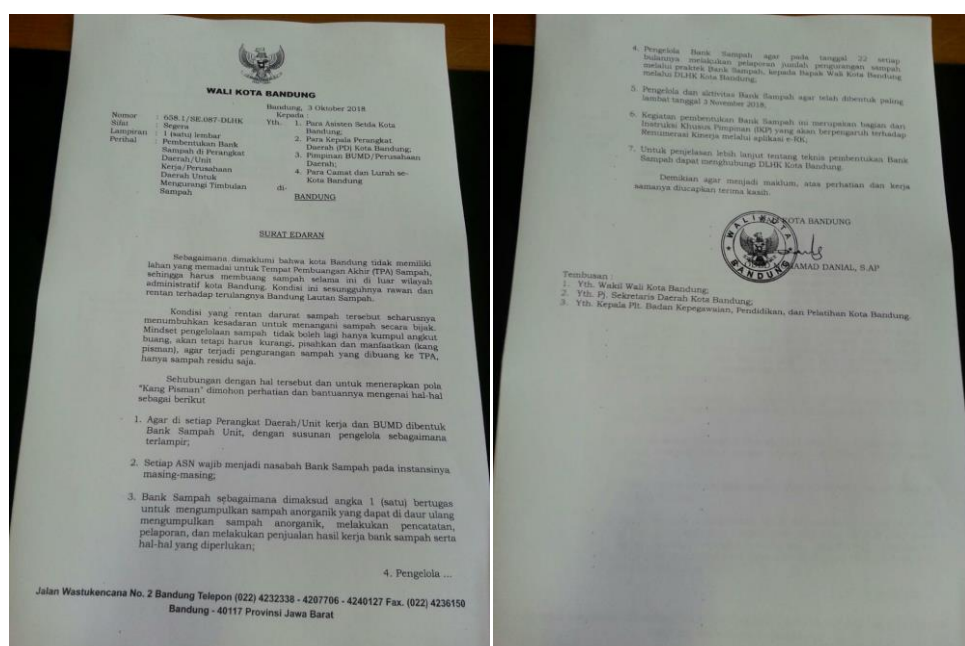 WALI KOTA BANDUNG
Bandung, 3 Oktober 2018
Kepada :
Nomor : 658.1/SE.087-DLHK
Sifat : Segera
Lampiran : 1 (satu) lembar
Perihal : Pembentukan Bank
Sampah di Perangkat
Daerah/Unit
Kerja/Perusahaan
Daerah Untuk
Mengurangi Timbulan
Sampah
Yth. 1. Para Asisten Setda Kota
Bandung;
2. Para Kepala Perangkat
Daerah (PD) Kota Bandung;
3. Pimpinan BUMD/Perusahaan
Daerah;
4. Para Camat dan Lurah se-
Kota Bandung
di-
BANDUNG
SURAT EDARAN
Sebagaimana dimaklumi bahwa kota Bandung tidak memiliki
lahan yang memadai untuk Tempat Pembuangan Akhir (TPA) Sampah,
sehingga harus membuang sampah selama ini di luar wilayah
administratif kota Bandung. Kondisi ini sesungguhnya rawan dan
rentan terhadap terulangnya Bandung Lautan Sampah.
Kondisi yang rentan darurat sampah tersebut seharusnya
menumbuhkan kesadaran untuk menangani sampah secara bijak.
Mindset pengelolaan sampah tidak boleh lagi hanya kumpul angkut
buang, akan tetapi harus kurangi, pisahkan dan manfaatkan (kang
pisman), agar terjadi pengurangan sampah yang dibuang ke TPA,
hanya sampah residu saja.
Sehubungan dengan hal tersebut dan untuk menerapkan pola
"Kang Pisman" dimohon perhatian dan bantuannya mengenai hal-hal
sebagai berikut
1. Agar di setiap Perangkat Daerah/Unit kerja dan BUMD dibentuk
Bank Sampah Unit, dengan susunan pengelola sebagaimana
terlampir;
2. Setiap ASN wajib menjadi nasabah Bank Sampah pada instansinya
masing-masing;
3. Bank Sampah sebagaimana dimaksud angka 1 (satu) bertugas
untuk mengumpulkan sampah anorganik yang dapat di daur ulang
mengumpulkan sampah anorganik, melakukan pencatatan,
pelaporan, dan melakukan penjualan hasil kerja bank sampah serta
hal-hal yang diperlukan;
4. Pengelola ...
Jalan Wastukencana No. 2 Bandung Telepon (022) 4232338 - 4207706 - 4240127 Fax. (022) 4236150
Bandung - 40117 Provinsi Jawa Barat
4. Pengelola Bank Sampah agar pada tanggal 22 setiap
bulannya melakukan pelaporan jumlah pengurangan sampah
melalui praktek Bank Sampah, kepada Bapak Wali Kota Bandung
melalui DLHK Kota Bandung;
5. Pengelola dan aktivitas Bank Sampah agar telah dibentuk paling
lambat tanggal 3 November 2018;
6. Kegiatan pembentukan Bank Sampah ini merupakan bagian dari
Instruksi Khusus Pimpinan (IKP) yang akan berpengaruh terhadap
Remunerasi Kinerja melalui aplikasi e-RK;
7. Untuk penjelasan lebih lanjut tentang teknis pembentukan Bank
Sampah dapat menghubungi DLHK Kota Bandung.
Demikian agar menjadi maklum, atas perhatian dan kerja
samanya diucapkan terima kasih.
KOTA BANDUNG
WALI KOTA
BANDUNG
DANIAL, S.AP
Tembusan :
1. Yth. Wakil Wali Kota Bandung;
2. Yth. Pj. Sekretaris Daerah Kota Bandung;
3. Yth. Kepala Plt. Badan Kepegawaian, Pendidikan, dan Pelatihan Kota Bandung.